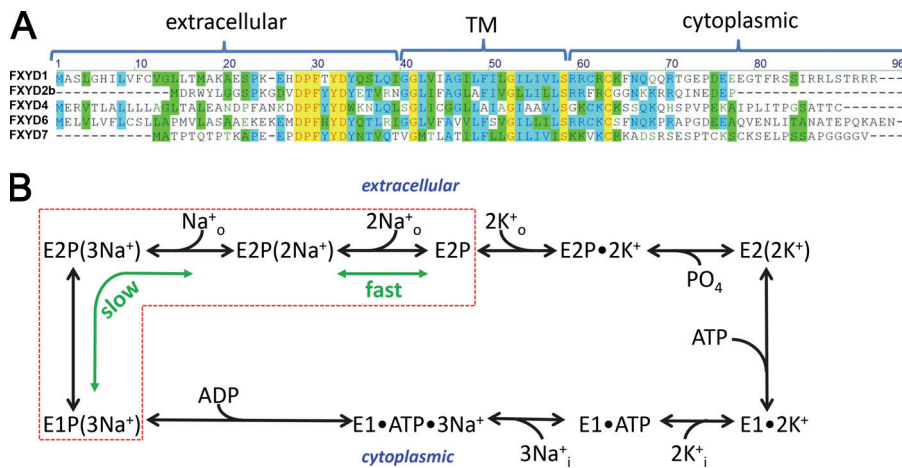 A
extracellular TM cytoplasmic
1 10 20 30 40 50 60 70 80 96
FXYD1 MASLGHILVFCVGLLTMAKAESPK-EHDPFTYDYQSLQIGGLVIAGILFILGILIVLSRRCRCKFNQQQRTGEPDEEEGTFRSSIRRLSTRRR----
FXYD2b -------------MDRWYLGGSPKGDVDPFYYDYETVRNGGLIFAGLAFIVGLLILLSRRFRCGGNKKRRQINEDEP-------------------
FXYD4 MERVTLALLLLAGLTALEANDPFANKDDPFYYDWKNLQLSGLICGGLLAIAGIAAVLSGKCKCKSSQKQHSPVPEKAIPLITPGSATTC-------
FXYD6 MELVLVFLCSLLAPMVLASAAEKEKEMDPFHYDYQTLRIGGLVFAVVLFSVGILLILSRRCKCSFNQKPRAPGDEEAQVENLITANATEPQKAEN-
FXYD7 -----------MATPTQTPTKAPE-EPDPFYYDYNTVQTVGMTLATILFLLGILIVISKKVKCRKADSRSESPTCKSCKSELPSSAPGGGGV----
B
extracellular
Na⁺o 2Na⁺o 2K⁺o
E2P(3Na⁺) E2P(2Na⁺) E2P E2P•2K⁺ E2(2K⁺)
slow fast PO₄
ATP
ADP
E1P(3Na⁺) E1•ATP•3Na⁺ E1•ATP E1•2K⁺
cytoplasmic 3Na⁺i 2K⁺i